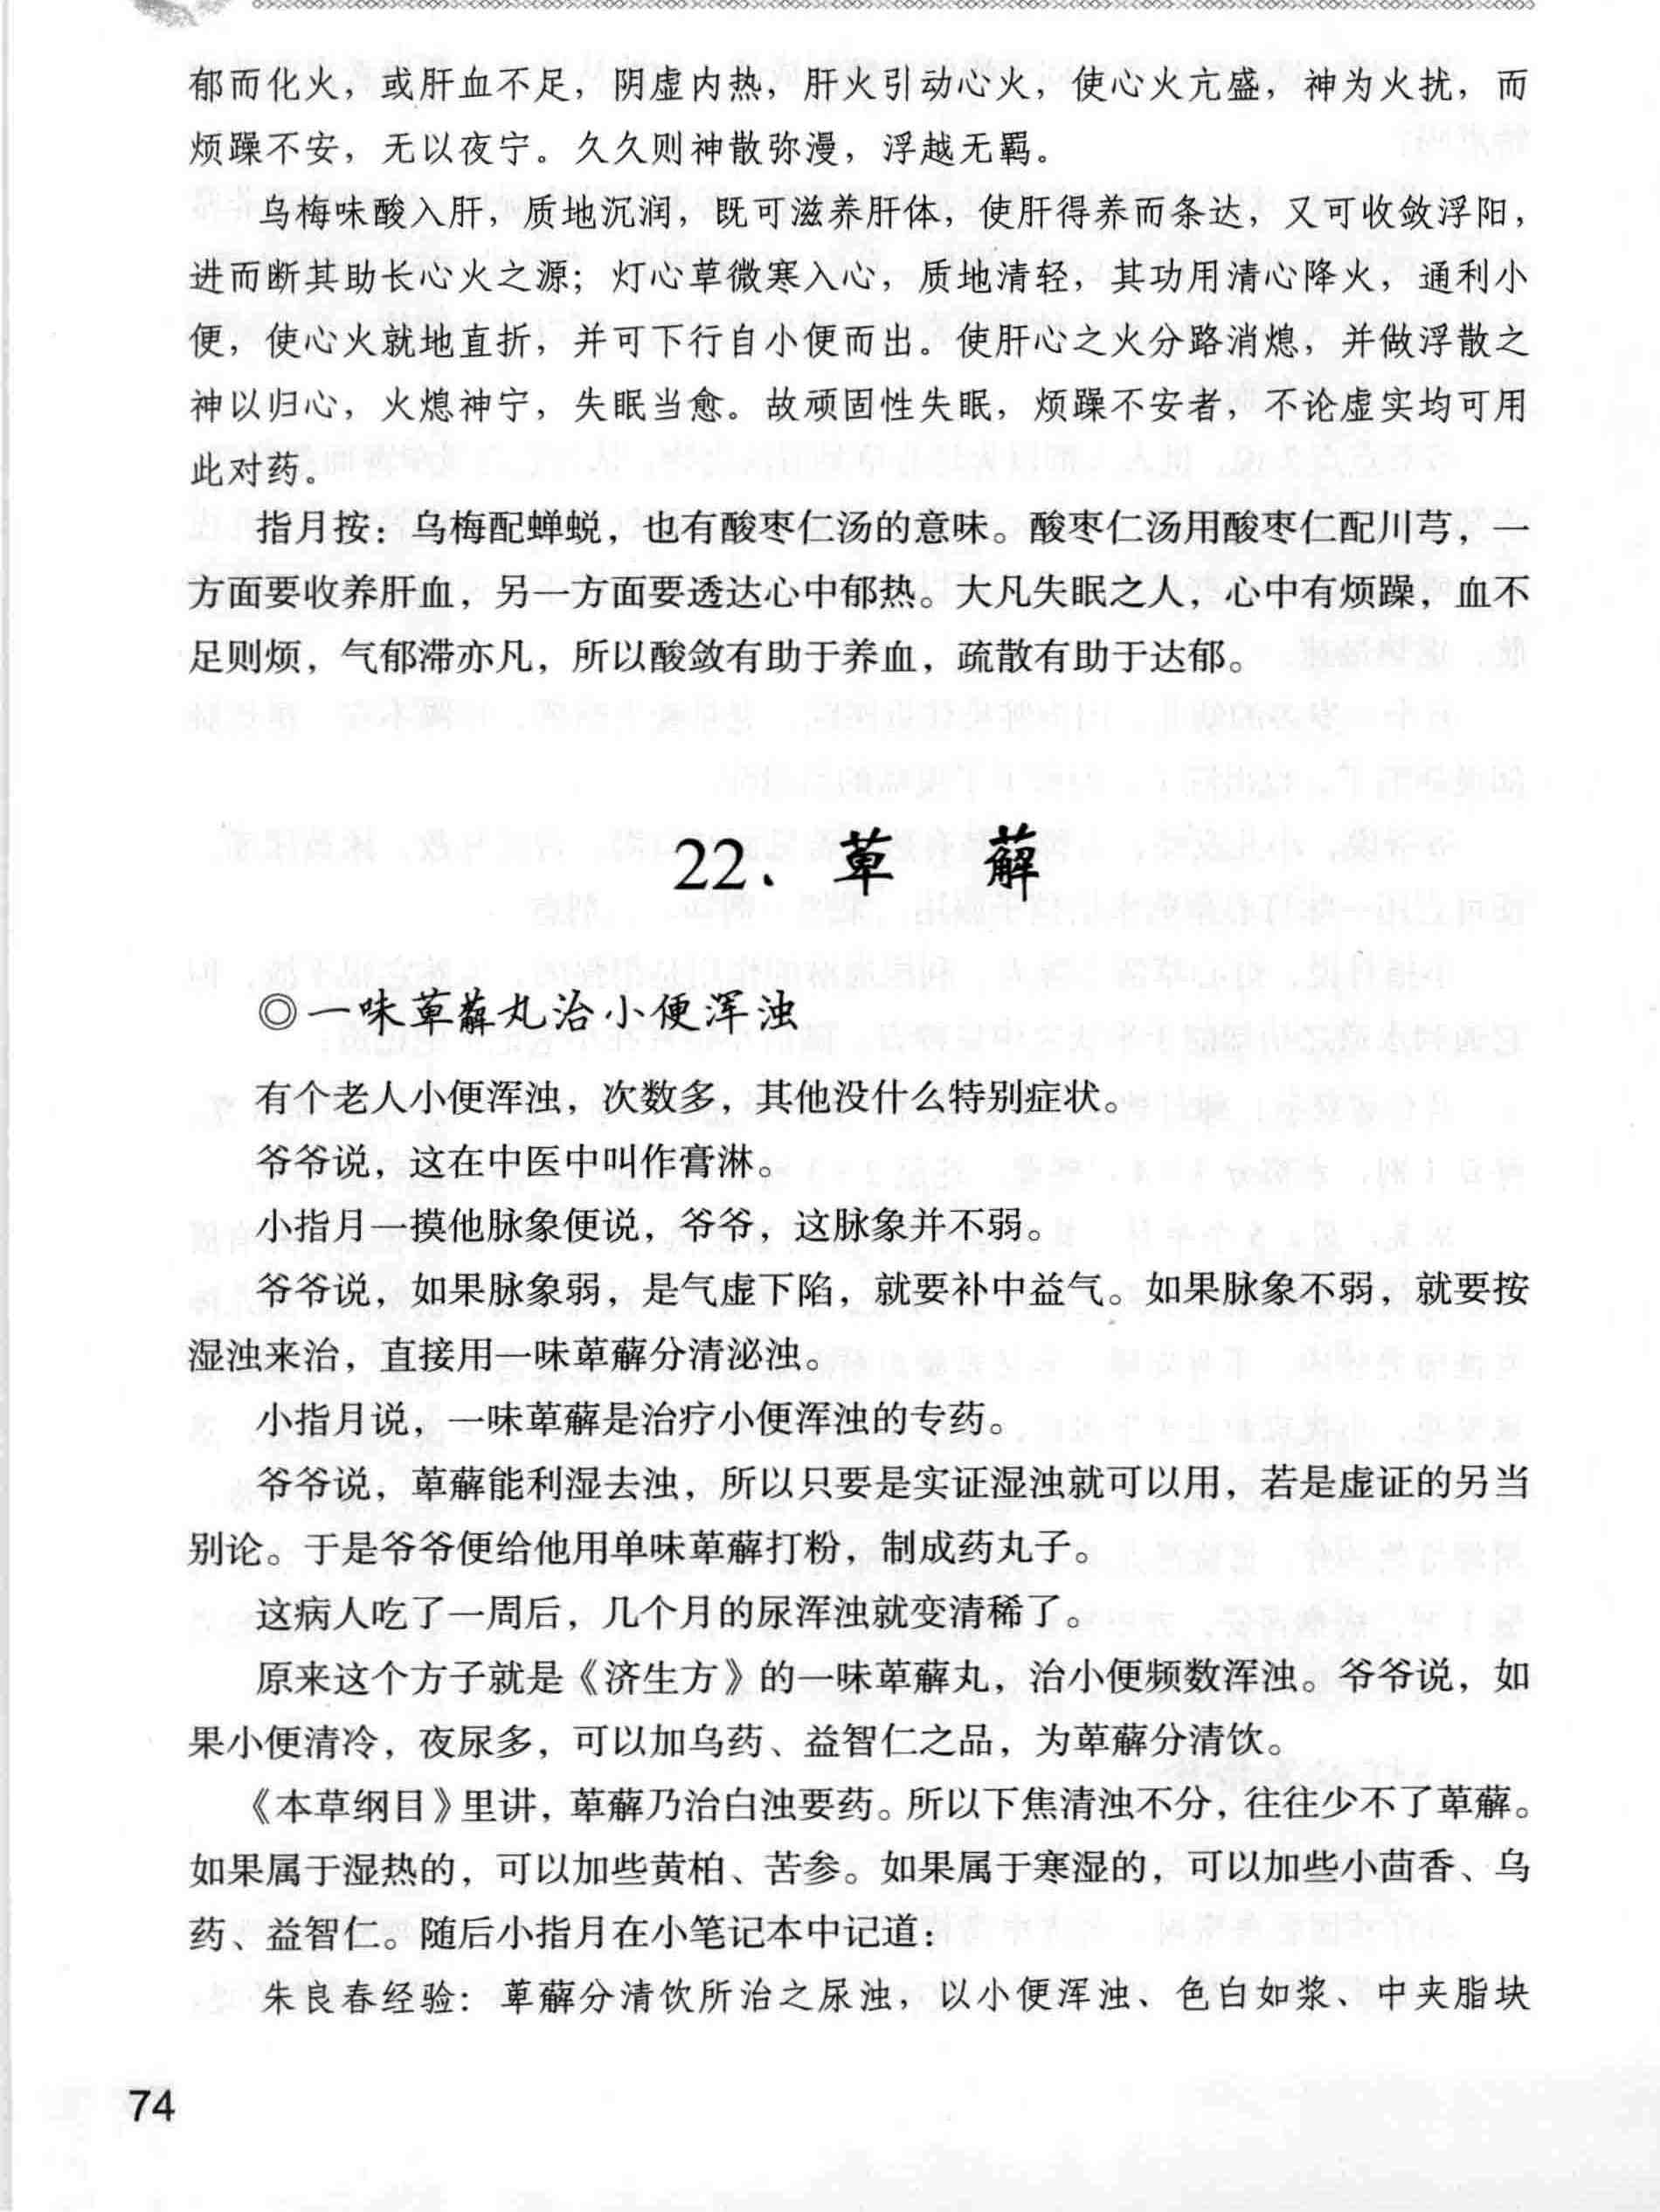 郁而化火，或肝血不足，阴虚内热，肝火引动心火，使心火亢盛，神为火扰，而
烦躁不安，无以夜宁。久久则神散弥漫，浮越无羁。
乌梅味酸入肝，质地沉润，既可滋养肝体，使肝得养而条达，又可收敛浮阳，
进而断其助长心火之源；灯心草微寒入心，质地清轻，其功用清心降火，通利小
便，使心火就地直折，并可下行自小便而出。使肝心之火分路消熄，并做浮散之
神以归心，火熄神宁，失眠当愈。故顽固性失眠，烦躁不安者，不论虚实均可用
此对药。
指月按：乌梅配蝉蜕，也有酸枣仁汤的意味。酸枣仁汤用酸枣仁配川芎，一
方面要收养肝血，另一方面要透达心中郁热。大凡失眠之人，心中有烦躁，血不
足则烦，气郁滞亦凡，所以酸敛有助于养血，疏散有助于达郁。
22、萆 薢
◎一味萆薢丸治小便浑浊
有个老人小便浑浊，次数多，其他没什么特别症状。
爷爷说，这在中医中叫作膏淋。
小指月一摸他脉象便说，爷爷，这脉象并不弱。
爷爷说，如果脉象弱，是气虚下陷，就要补中益气。如果脉象不弱，就要按
湿浊来治，直接用一味萆薢分清泌浊。
小指月说，一味萆薢是治疗小便浑浊的专药。
爷爷说，萆薢能利湿去浊，所以只要是实证湿浊就可以用，若是虚证的另当
别论。于是爷爷便给他用单味萆薢打粉，制成药丸子。
这病人吃了一周后，几个月的尿浑浊就变清稀了。
原来这个方子就是《济生方》的一味萆薢丸，治小便频数浑浊。爷爷说，如
果小便清冷，夜尿多，可以加乌药、益智仁之品，为萆薢分清饮。
《本草纲目》里讲，萆薢乃治白浊要药。所以下焦清浊不分，往往少不了萆薢。
如果属于湿热的，可以加些黄柏、苦参。如果属于寒湿的，可以加些小茴香、乌
药、益智仁。随后小指月在小笔记本中记道：
朱良春经验：萆薢分清饮所治之尿浊，以小便浑浊、色白如浆、中夹脂块
74